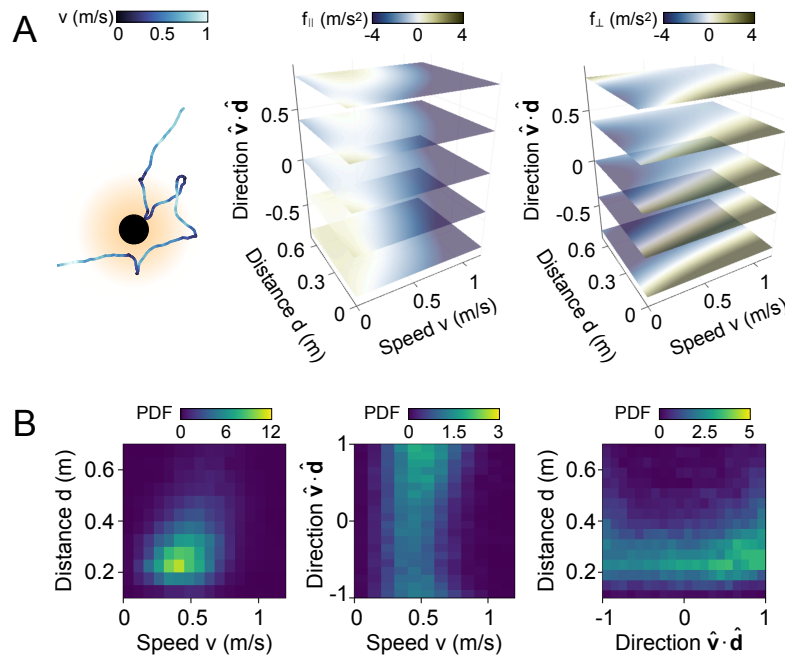 A
v (m/s)
0 0.5 1
f|| (m/s²)
-4 0 4
f⊥ (m/s²)
-4 0 4
Direction v̂ · d̂
0.5
0
-0.5
Distance d (m)
0.6
0.3
0
Speed v (m/s)
0
0.5
1
Direction v̂ · d̂
0.5
0
-0.5
Distance d (m)
0.6
0.3
0
Speed v (m/s)
0
0.5
1
B
PDF
0 6 12
Distance d (m)
0.6
0.4
0.2
0 0.5 1
Speed v (m/s)
PDF
0 1.5 3
Direction v̂ · d̂
1
0
-1
0 0.5 1
Speed v (m/s)
PDF
0 2.5 5
Distance d (m)
0.6
0.4
0.2
-1 0 1
Direction v̂ · d̂